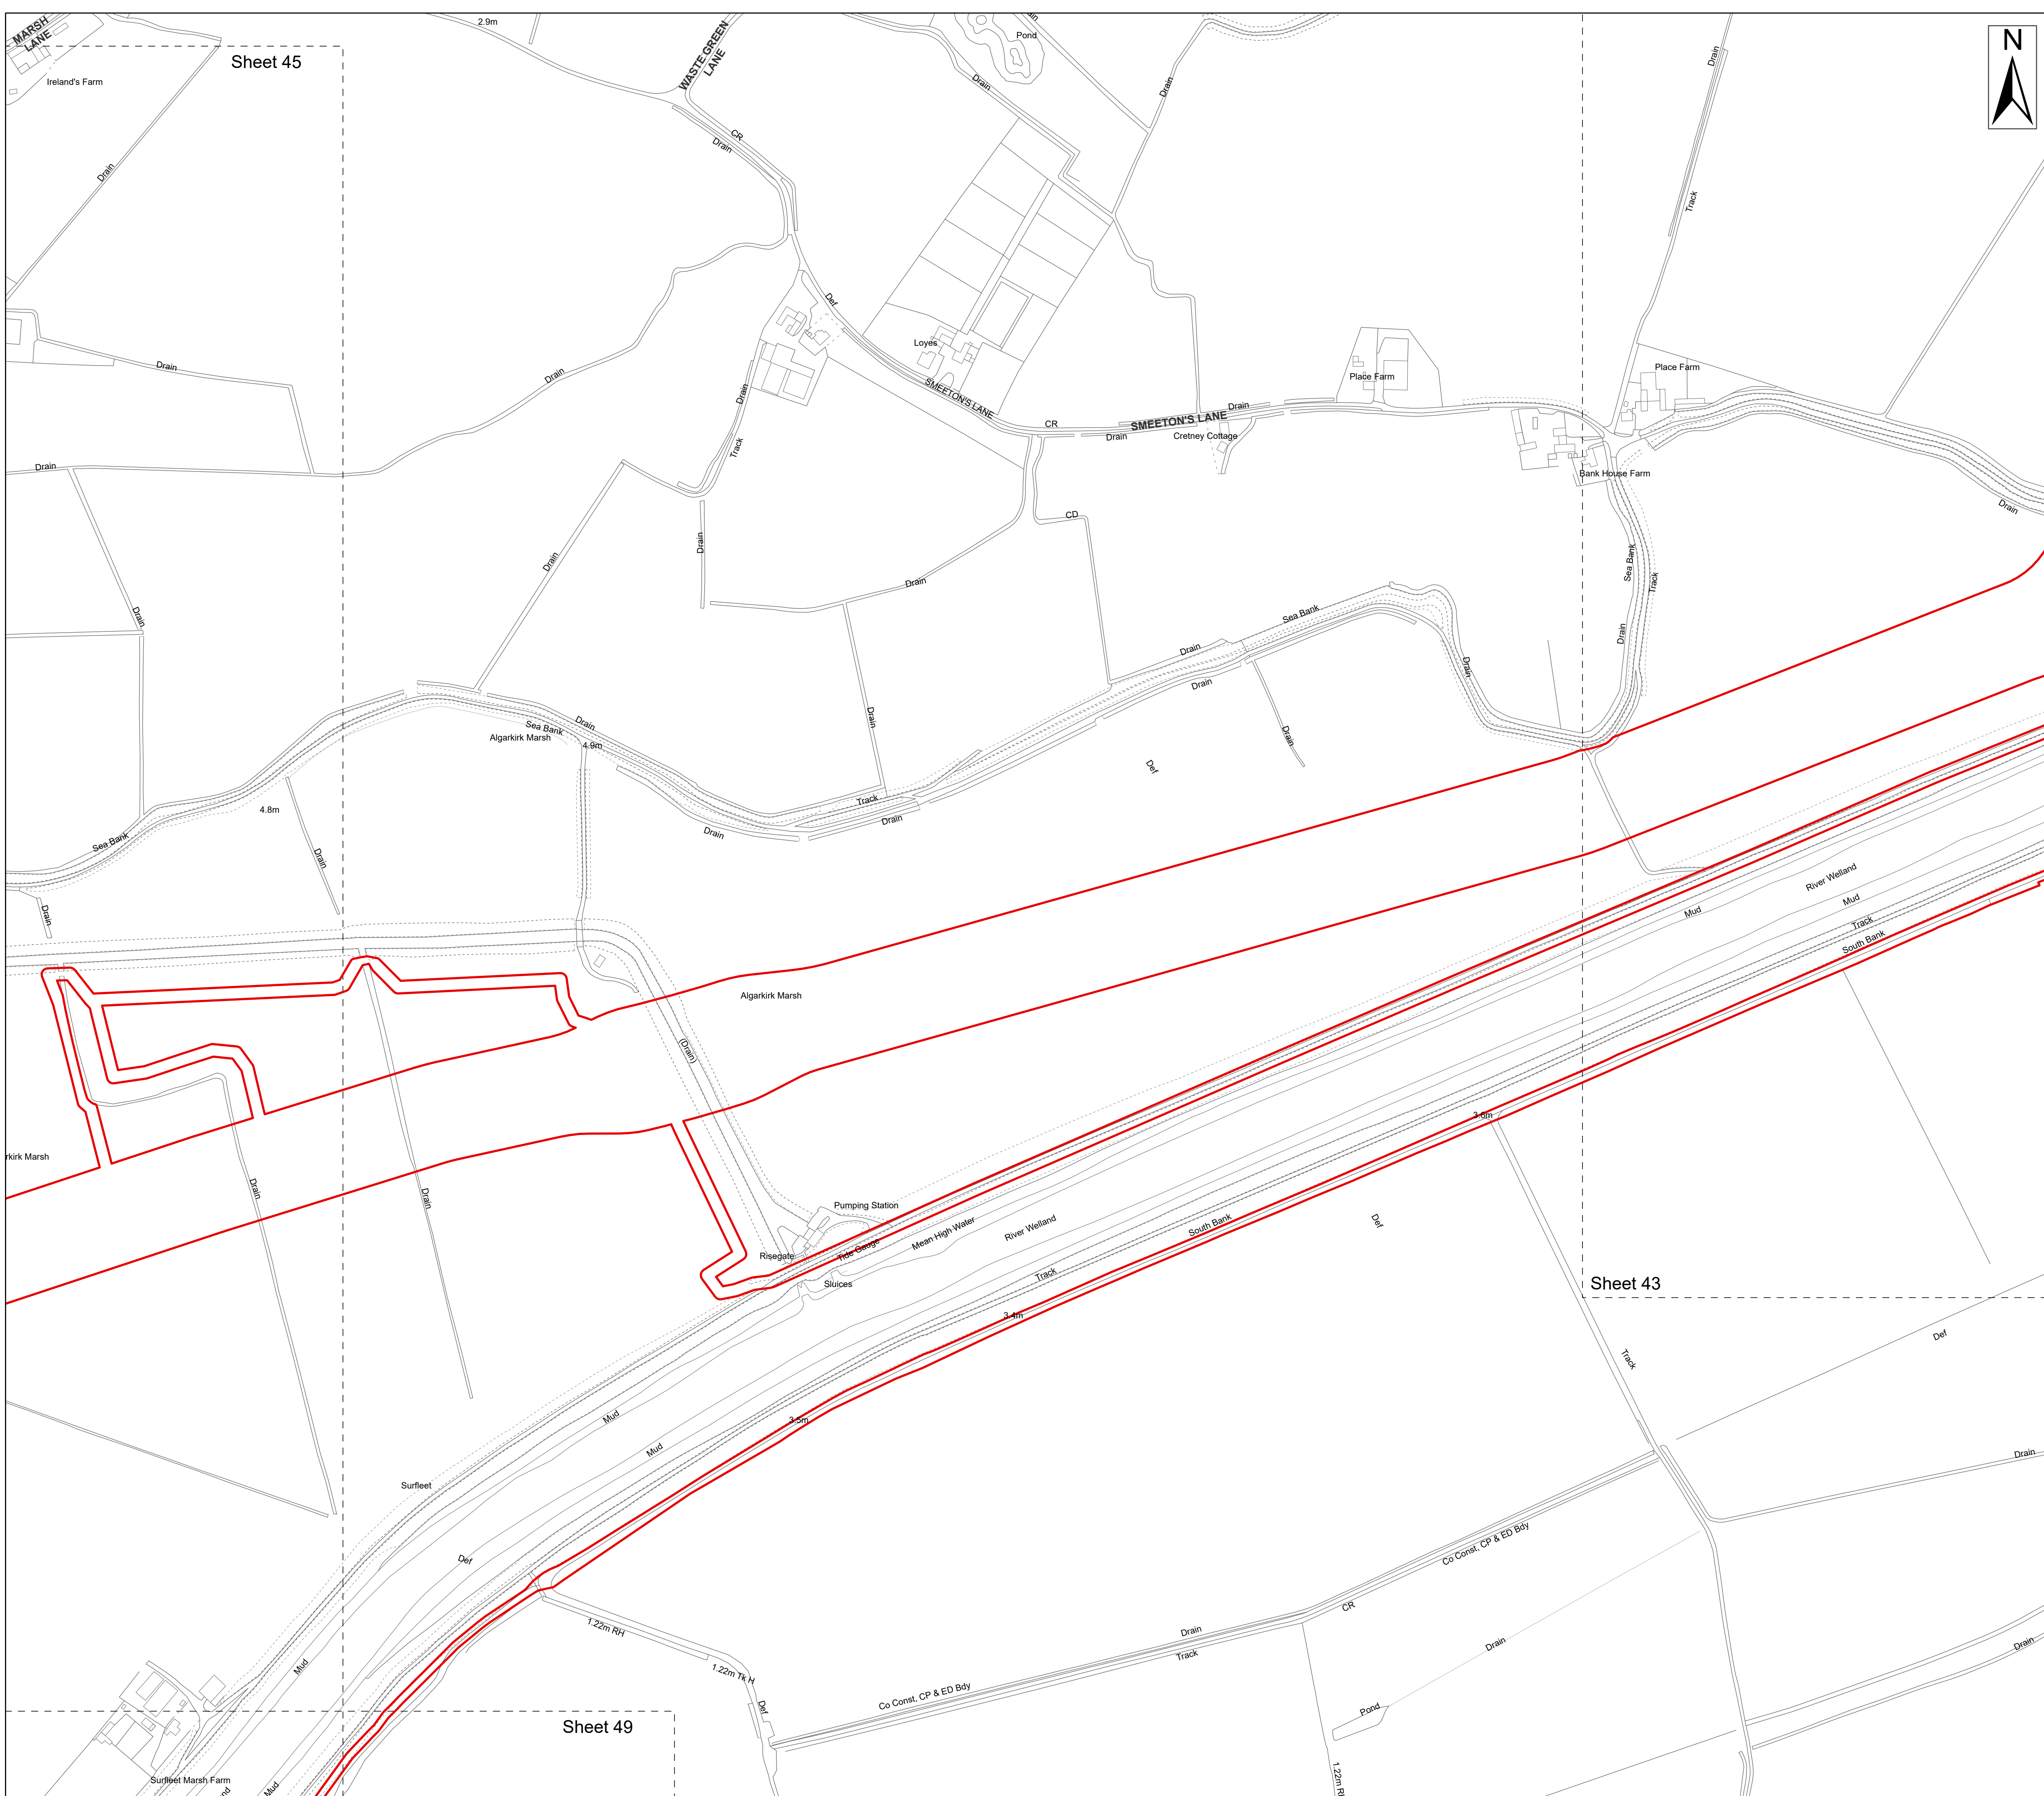 MARSH
LANE
Sheet 45
Ireland's Farm
2.9m
WASTE GREEN
LANE
Pond
Drain
Drain
Drain
N
CR
Drain
Drain
Track
Def
Drain
Drain
Drain
Track
Loyes
SMEETON'S LANE
Place Farm
Place Farm
CR
SMEETON'S LANE
Drain
Drain
Cretney Cottage
Bank House Farm
Drain
Drain
CD
Drain
Drain
Drain
Drain
Sea Bank
Track
Sea Bank
Drain
Drain
Drain
Drain
Drain
Drain
Drain
Sea Bank
Algarkirk Marsh
4.9m
Def
4.8m
Track
Drain
Drain
Sea Bank
Drain
Drain
River Welland
Mud
Mud
Track
South Bank
Algarkirk Marsh
(Drain)
3.6m
rkirk Marsh
Drain
Drain
Pumping Station
Risegate
Tide Gauge
Mean High Water
River Welland
South Bank
Def
Sluices
Track
3.4m
Sheet 43
Def
Track
3.5m
Mud
Mud
Drain
Surfleet
Def
Co Const, CP & ED Bdy
CR
1.22m RH
Drain
Track
Drain
Drain
Mud
1.22m Tk H
Co Const, CP & ED Bdy
Def
Pond
Sheet 49
Surfleet Marsh Farm
Mud